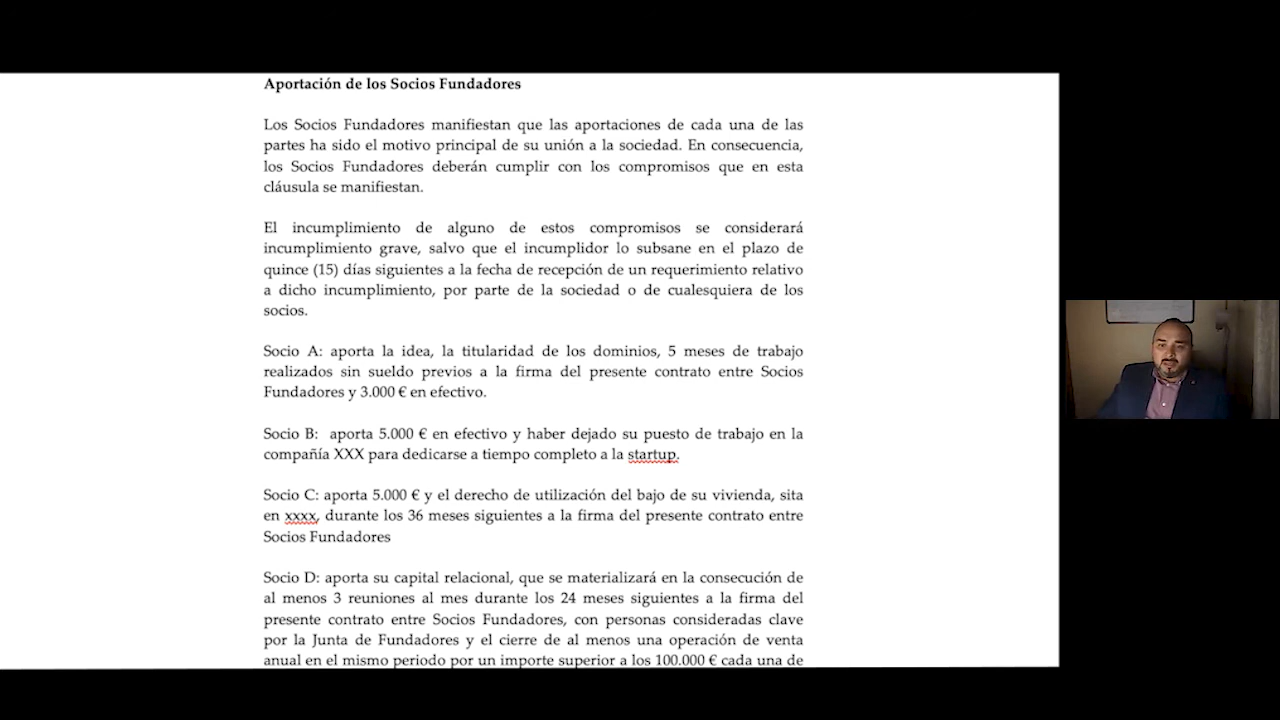 Aportación de los Socios Fundadores
Los Socios Fundadores manifiestan que las aportaciones de cada una de las
partes ha sido el motivo principal de su unión a la sociedad. En consecuencia,
los Socios Fundadores deberán cumplir con los compromisos que en esta
cláusula se manifiestan.
El incumplimiento de alguno de estos compromisos se considerará
incumplimiento grave, salvo que el incumplidor lo subsane en el plazo de
quince (15) días siguientes a la fecha de recepción de un requerimiento relativo
a dicho incumplimiento, por parte de la sociedad o de cualesquiera de los
socios.
Socio A: aporta la idea, la titularidad de los dominios, 5 meses de trabajo
realizados sin sueldo previos a la firma del presente contrato entre Socios
Fundadores y 3.000 € en efectivo.
Socio B: aporta 5.000 € en efectivo y haber dejado su puesto de trabajo en la
compañía XXX para dedicarse a tiempo completo a la startup.
Socio C: aporta 5.000 € y el derecho de utilización del bajo de su vivienda, sita
en xxxx, durante los 36 meses siguientes a la firma del presente contrato entre
Socios Fundadores
Socio D: aporta su capital relacional, que se materializará en la consecución de
al menos 3 reuniones al mes durante los 24 meses siguientes a la firma del
presente contrato entre Socios Fundadores, con personas consideradas clave
por la Junta de Fundadores y el cierre de al menos una operación de venta
anual en el mismo periodo por un importe superior a los 100.000 € cada una de